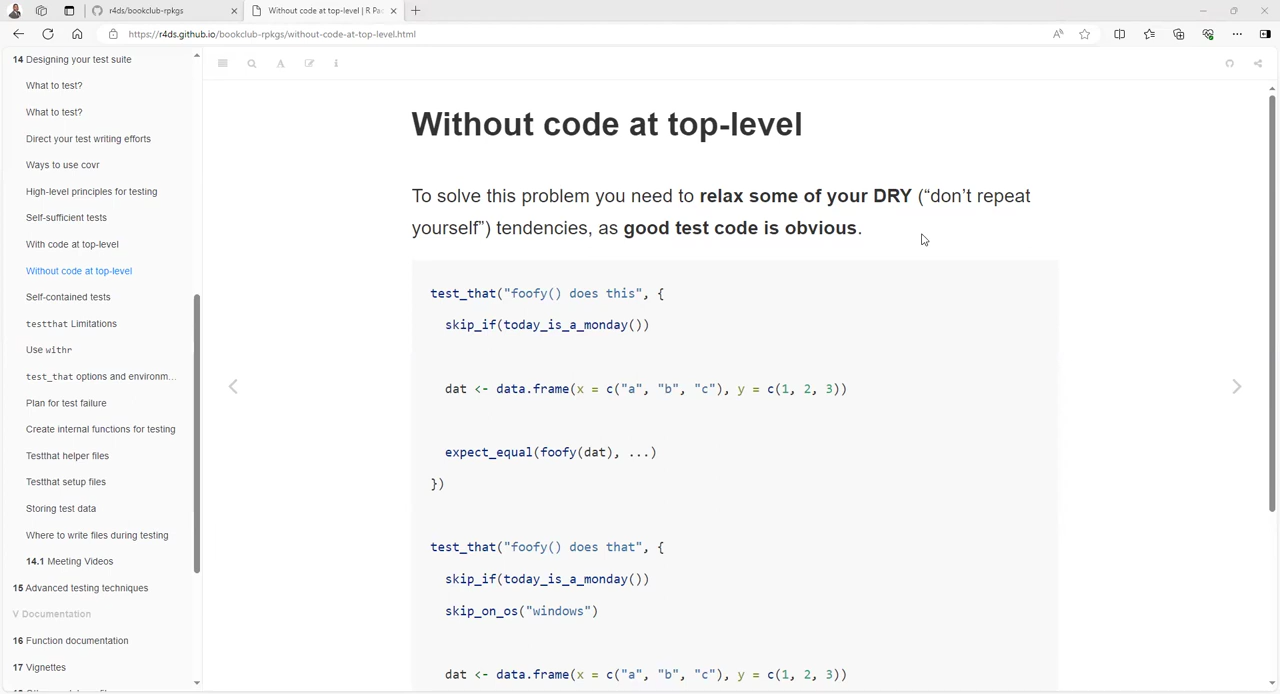 r4ds/bookclub-rpkgs
Without code at top-level | R Pac
https://r4ds.github.io/bookclub-rpkgs/without-code-at-top-level.html
14 Designing your test suite
What to test?
What to test?
Direct your test writing efforts
Ways to use covr
High-level principles for testing
Self-sufficient tests
With code at top-level
Without code at top-level
Self-contained tests
testthat Limitations
Use withr
test_that options and environm...
Plan for test failure
Create internal functions for testing
Testthat helper files
Testthat setup files
Storing test data
Where to write files during testing
14.1 Meeting Videos
15 Advanced testing techniques
V Documentation
16 Function documentation
17 Vignettes
Without code at top-level
To solve this problem you need to relax some of your DRY (“don’t repeat
yourself”) tendencies, as good test code is obvious.
test_that("foofy() does this", {
skip_if(today_is_a_monday())
dat <- data.frame(x = c("a", "b", "c"), y = c(1, 2, 3))
expect_equal(foofy(dat), ...)
})
test_that("foofy() does that", {
skip_if(today_is_a_monday())
skip_on_os("windows")
dat <- data.frame(x = c("a", "b", "c"), y = c(1, 2, 3))